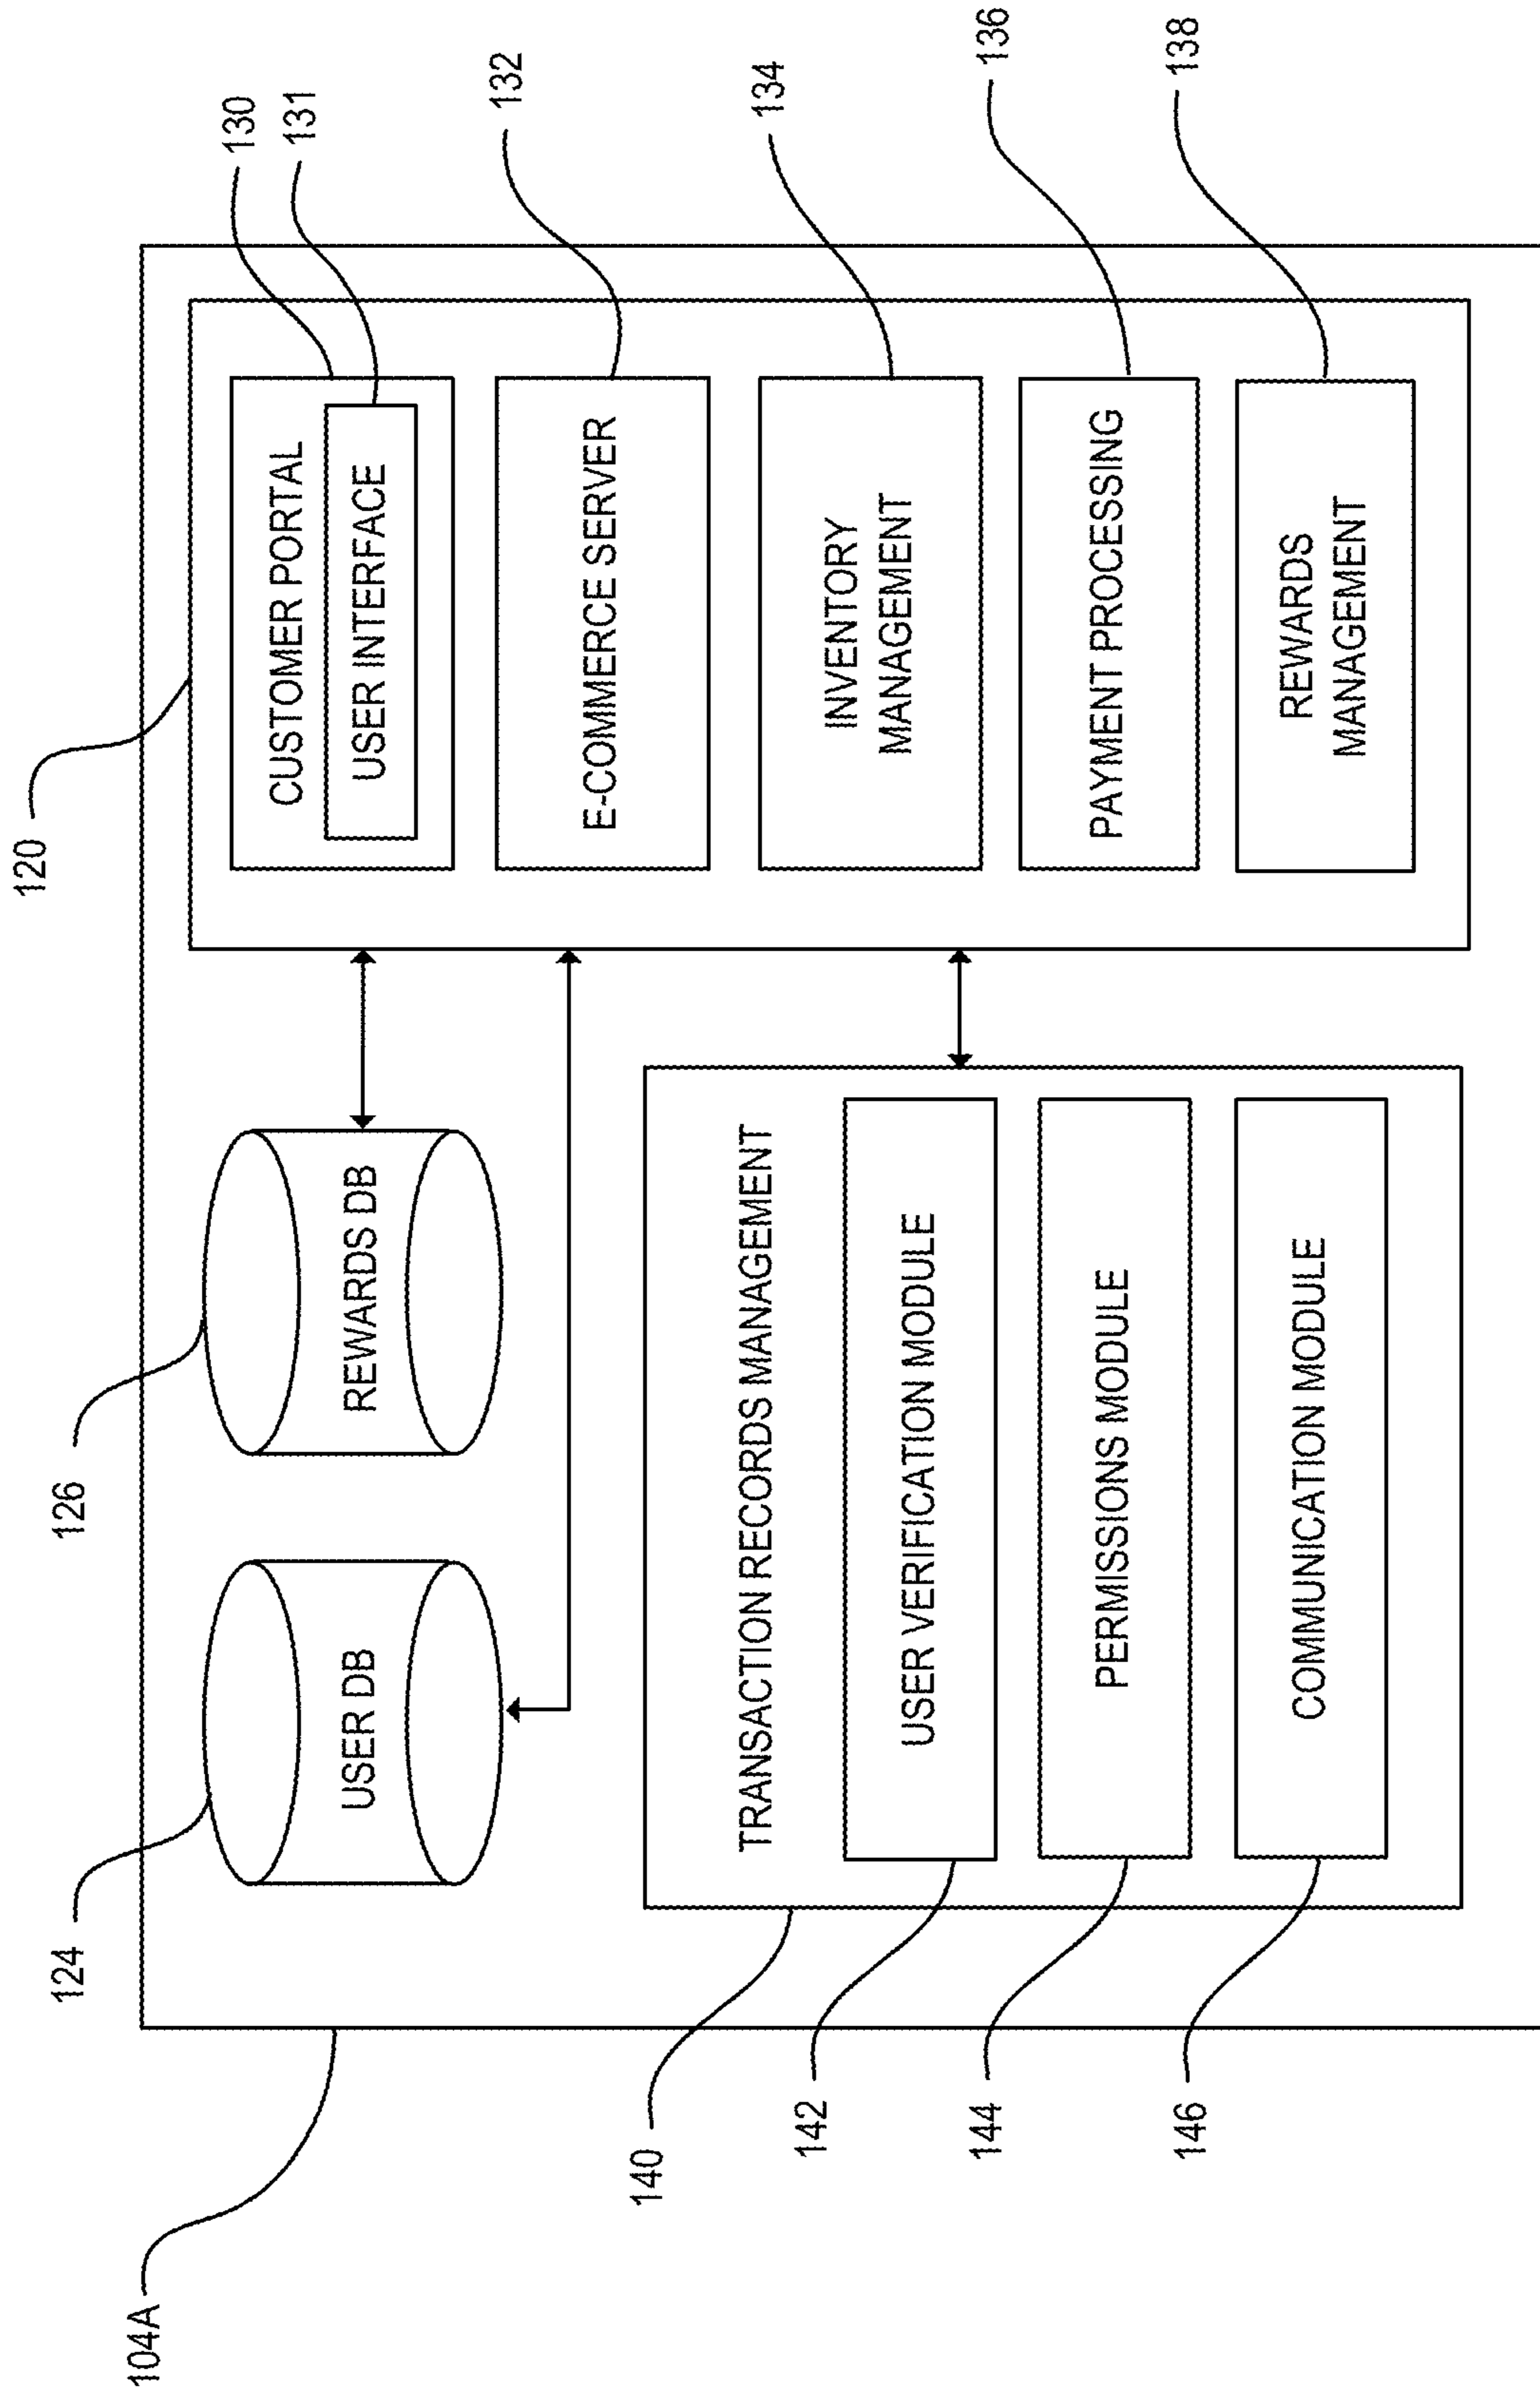 104A
124
126
120
USER DB
REWARDS DB
CUSTOMER PORTAL
USER INTERFACE
130
131
E-COMMERCE SERVER
132
INVENTORY
MANAGEMENT
134
PAYMENT PROCESSING
136
REWARDS
MANAGEMENT
138
140
TRANSACTION RECORDS MANAGEMENT
142
USER VERIFICATION MODULE
144
PERMISSIONS MODULE
146
COMMUNICATION MODULE